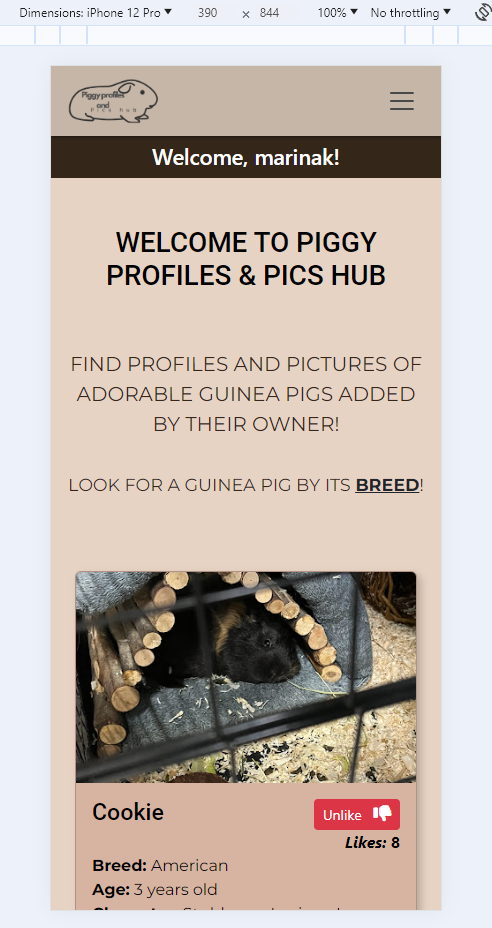 Dimensions: iPhone 12 Pro 390 × 844 100% No throttling
Piggy profiles
and
Pics hub
Welcome, marinak!
WELCOME TO PIGGY
PROFILES & PICS HUB
FIND PROFILES AND PICTURES OF
ADORABLE GUINEA PIGS ADDED
BY THEIR OWNER!
LOOK FOR A GUINEA PIG BY ITS BREED!
Cookie
Unlike
Likes: 8
Breed: American
Age: 3 years old